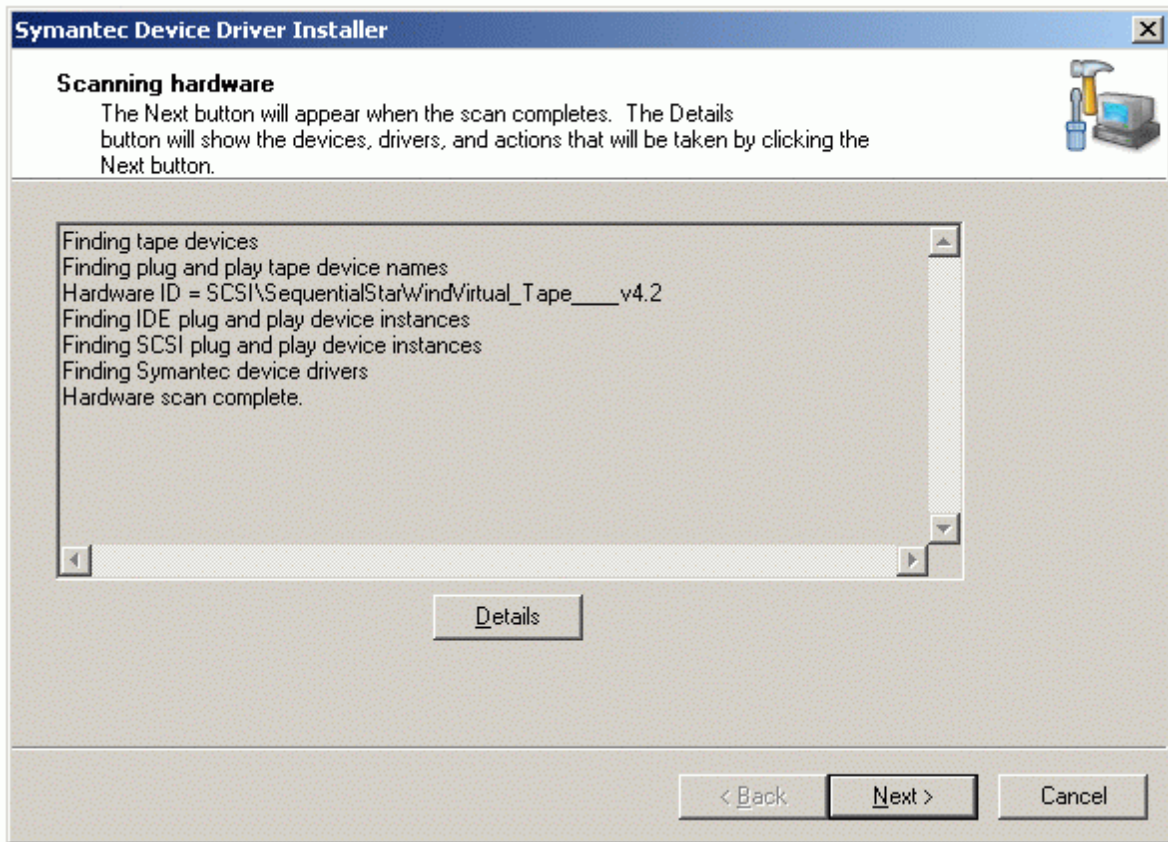 Symantec Device Driver Installer
Scanning hardware
The Next button will appear when the scan completes.  The Details
button will show the devices, drivers, and actions that will be taken by clicking the
Next button.
Finding tape devices
Finding plug and play tape device names
Hardware ID = SCSI\SequentialStarWindVirtual_Tape____v4.2
Finding IDE plug and play device instances
Finding SCSI plug and play device instances
Finding Symantec device drivers
Hardware scan complete.
Details
< Back
Next >
Cancel